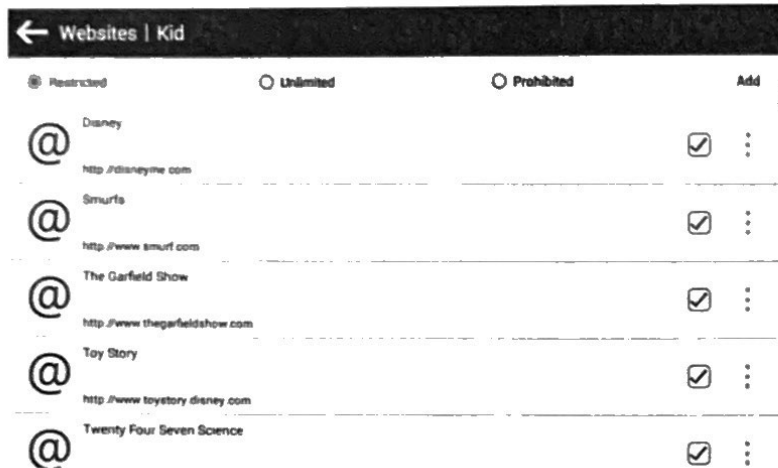 Websites | Kid
Restricted Unlimited Prohibited Add
@ Disney
http://disneyme.com
@ Smurfs
http://www.smurf.com
@ The Garfield Show
http://www.thegarfieldshow.com
@ Toy Story
http://www.toystory.disney.com
@ Twenty Four Seven Science